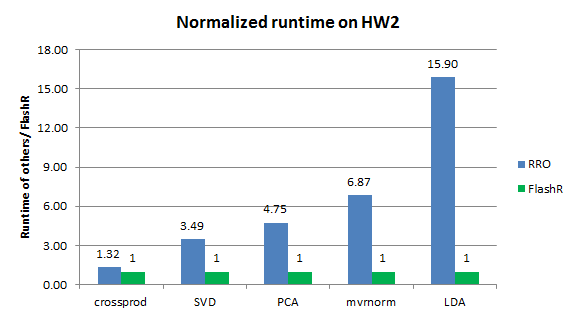 Normalized runtime on HW2
Runtime of others/ FlashR
18.00
15.00
12.00
9.00
6.00
3.00
0.00
1.32
1
3.49
1
4.75
1
6.87
1
15.90
1
crossprod
SVD
PCA
mvrnorm
LDA
RRO
FlashR